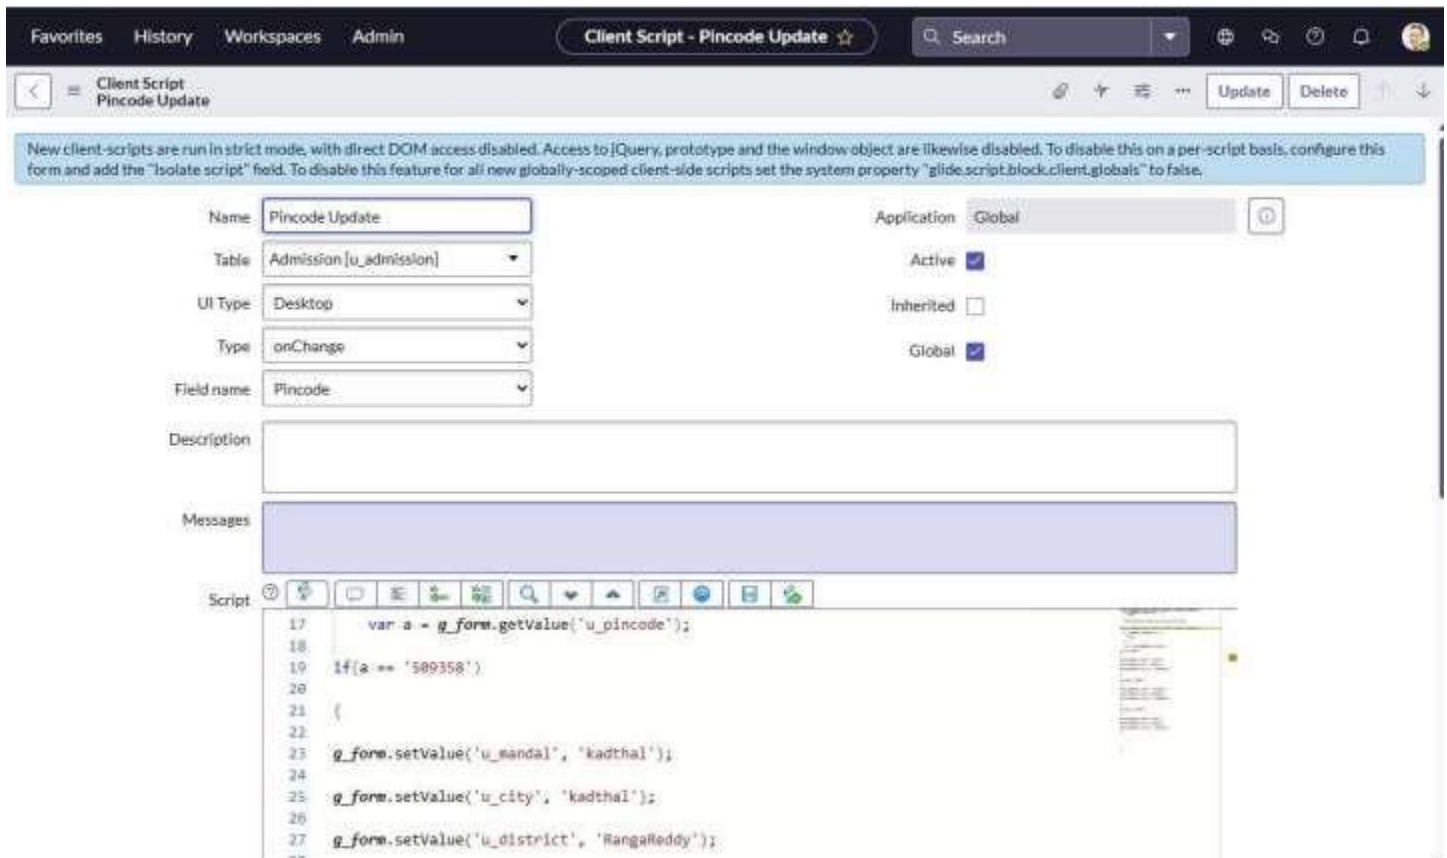 Favorites History Workspaces Admin Client Script - Pincode Update ☆ Search
Client Script
Pincode Update
Update Delete
New client-scripts are run in strict mode, with direct DOM access disabled. Access to jQuery, prototype and the window object are likewise disabled. To disable this on a per-script basis, configure this
form and add the "Isolate script" field. To disable this feature for all new globally-scoped client-side scripts set the system property "glide.script.block.client.globals" to false.
Name Pincode Update Application Global
Table Admission [u_admission] Active
UI Type Desktop Inherited
Type onChange Global
Field name Pincode
Description
Messages
Script
17 var a = g_form.getValue('u_pincode');
18
19 if(a == '509358')
20
21 {
22
23 g_form.setValue('u_mandal', 'kadthal');
24
25 g_form.setValue('u_city', 'kadthal');
26
27 g_form.setValue('u_district', 'RangaReddy');